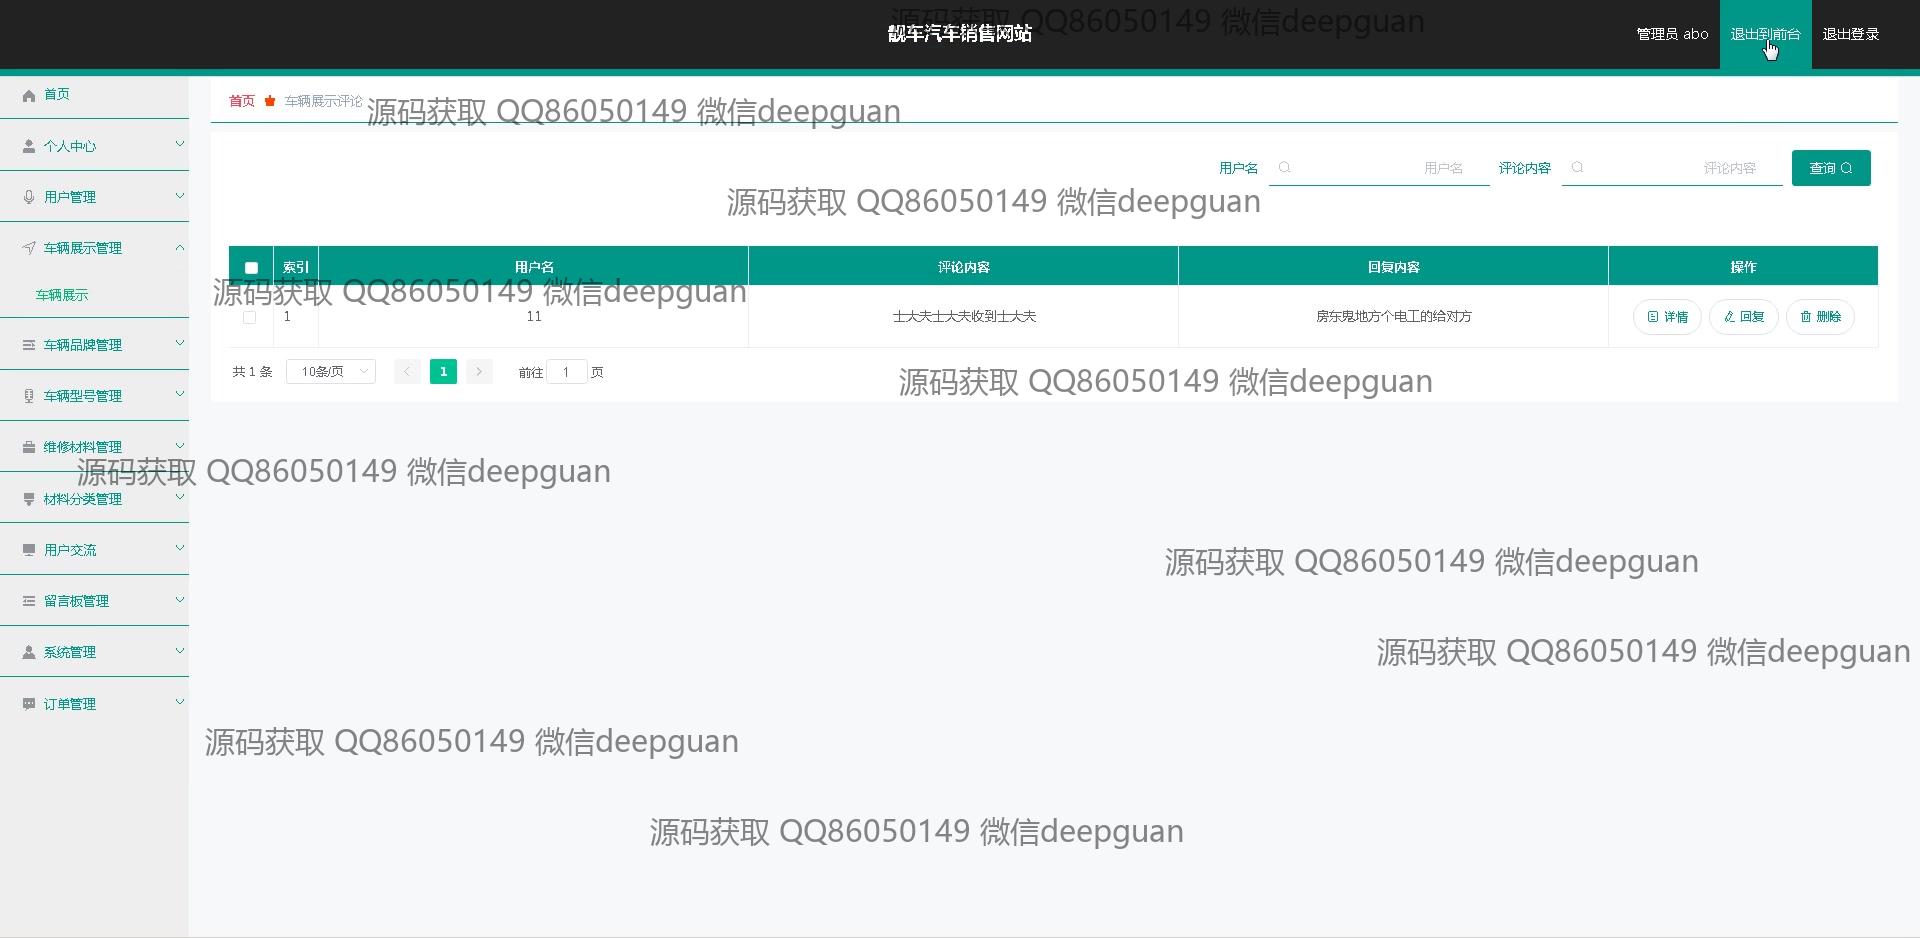 源码获取 QQ86050149 微信deepguan
靓车汽车销售网站
管理员 abo
退出到前台
退出登录
首页
首页 车辆展示评论
源码获取 QQ86050149 微信deepguan
个人中心
用户名 用户名 评论内容 评论内容 查询
用户管理
源码获取 QQ86050149 微信deepguan
车辆展示管理
索引 用户名 评论内容 回复内容 操作
车辆展示
源码获取 QQ86050149 微信deepguan
1 11 士大夫士大夫收到士大夫 房东鬼地方个电工的给对方 详情 回复 删除
车辆品牌管理
共 1 条 10条/页 1 前往 1 页
源码获取 QQ86050149 微信deepguan
车辆型号管理
维修材料管理
源码获取 QQ86050149 微信deepguan
材料分类管理
用户交流
源码获取 QQ86050149 微信deepguan
留言板管理
系统管理
源码获取 QQ86050149 微信deepguan
订单管理
源码获取 QQ86050149 微信deepguan
源码获取 QQ86050149 微信deepguan